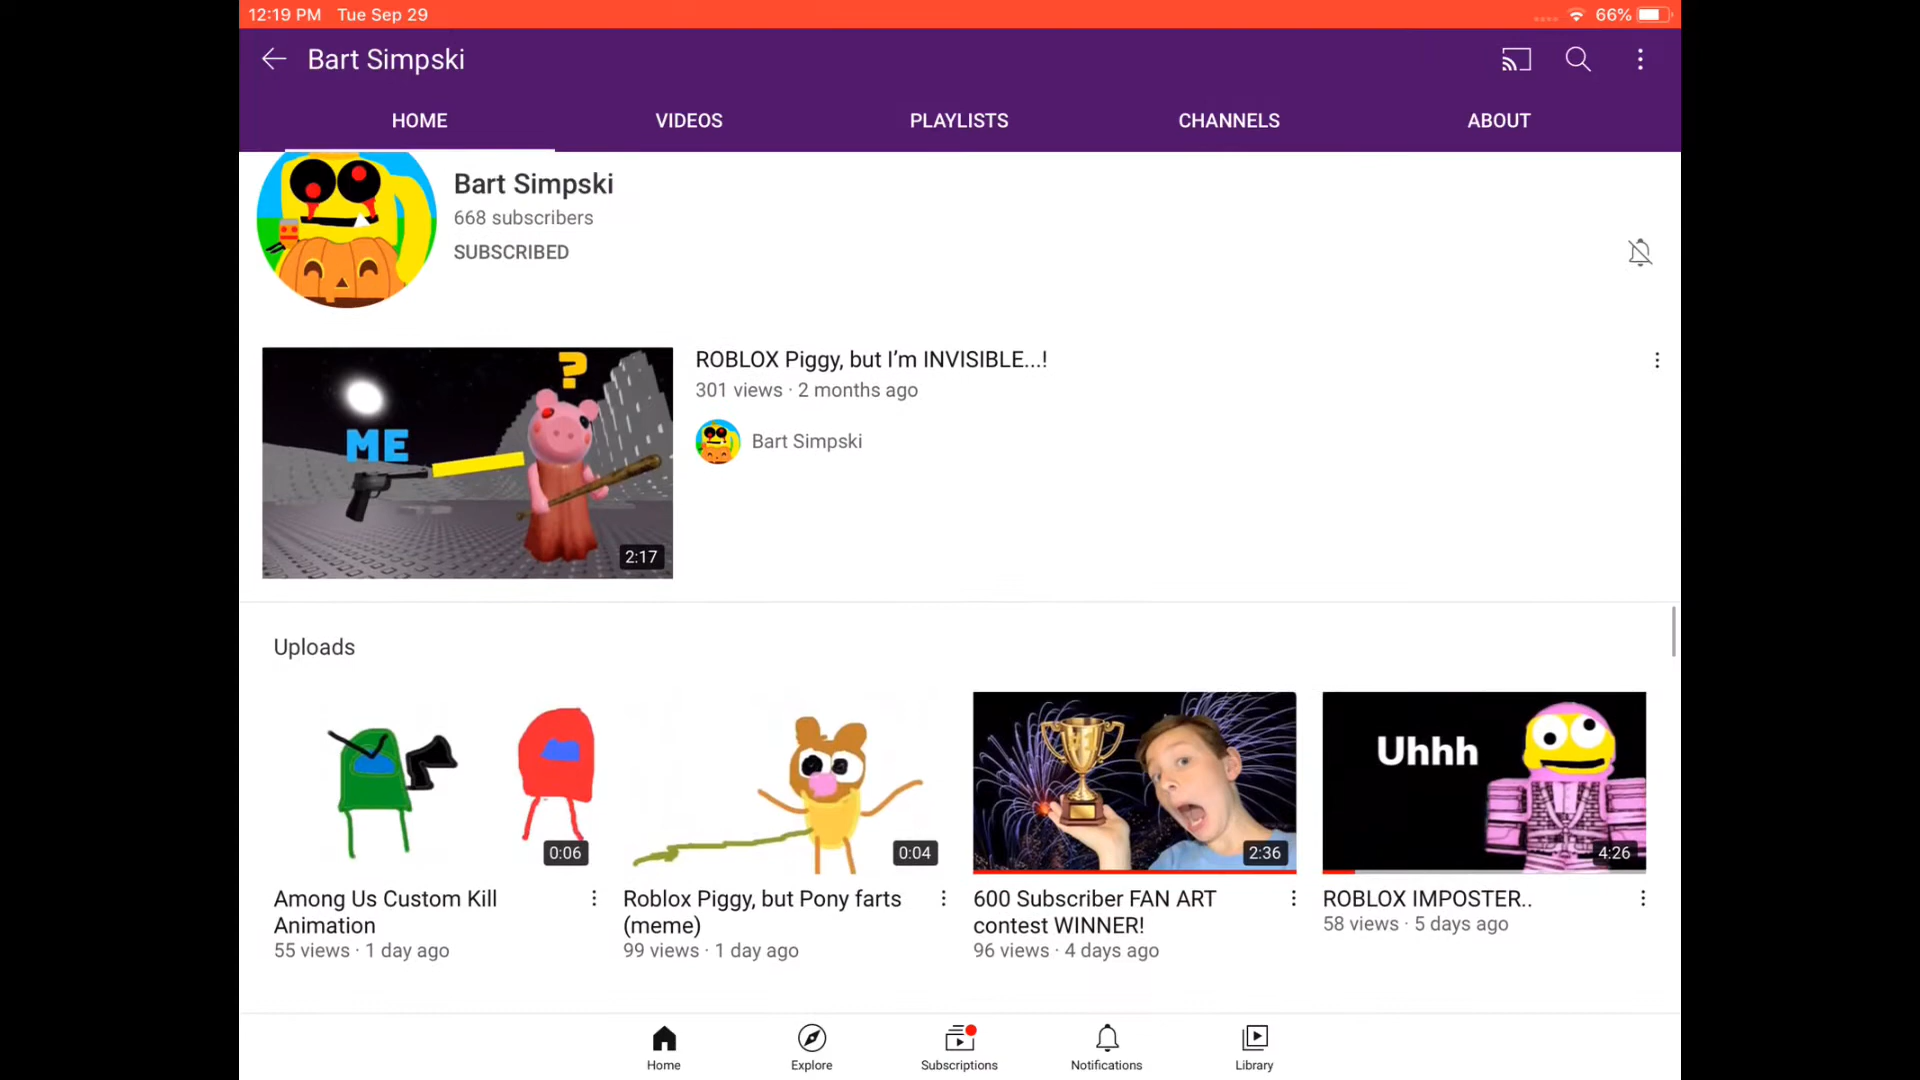 12:19 PM Tue Sep 29
66%
Bart Simpski
HOME VIDEOS PLAYLISTS CHANNELS ABOUT
Bart Simpski
668 subscribers
SUBSCRIBED
?
ME
2:17
ROBLOX Piggy, but I’m INVISIBLE...!
301 views · 2 months ago
Bart Simpski
Uploads
0:06
Among Us Custom Kill
Animation
55 views · 1 day ago
0:04
Roblox Piggy, but Pony farts
(meme)
99 views · 1 day ago
2:36
600 Subscriber FAN ART
contest WINNER!
96 views · 4 days ago
Uhhh
4:26
ROBLOX IMPOSTER..
58 views · 5 days ago
Home Explore Subscriptions Notifications Library